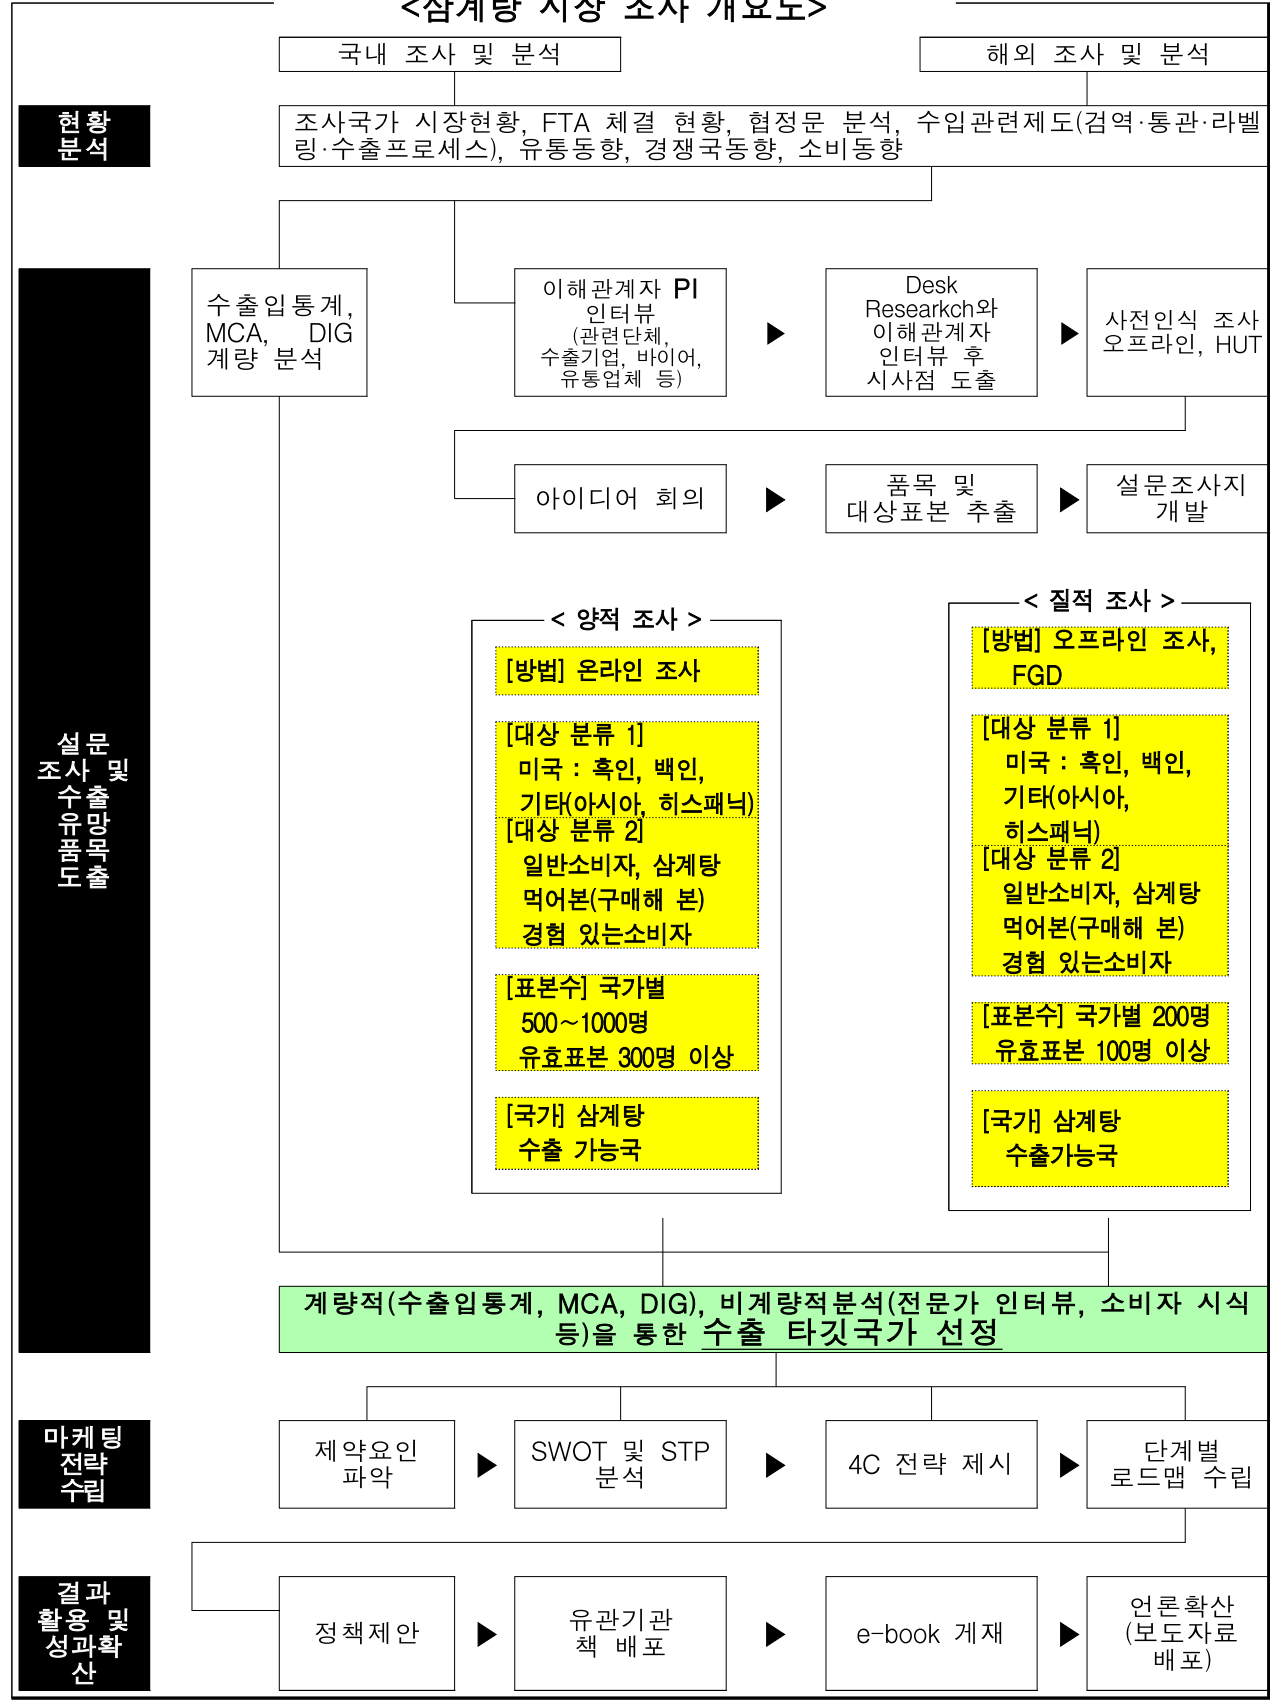 <삼계탕 시장 조사 개요도>
국내 조사 및 분석
해외 조사 및 분석
현황
분석
조사국가 시장현황, FTA 체결 현황, 협정문 분석, 수입관련제도(검역·통관·라벨
링·수출프로세스), 유통동향, 경쟁국동향, 소비동향
설문
조사 및
수출
유망
품목
도출
수출입통계,
MCA, DIG
계량 분석
이해관계자 PI
인터뷰
(관련단체,
수출기업, 바이어,
유통업체 등)
▶
Desk
Researkch와
이해관계자
인터뷰 후
시사점 도출
▶
사전인식 조사
오프라인, HUT
아이디어 회의
▶
품목 및
대상표본 추출
▶
설문조사지
개발
< 양적 조사 >
[방법] 온라인 조사
[대상 분류 1]
미국 : 흑인, 백인,
기타(아시아, 히스패닉)
[대상 분류 2]
일반소비자, 삼계탕
먹어본(구매해 본)
경험 있는소비자
[표본수] 국가별
500~1000명
유효표본 300명 이상
[국가] 삼계탕
수출 가능국
< 질적 조사 >
[방법] 오프라인 조사,
FGD
[대상 분류 1]
미국 : 흑인, 백인,
기타(아시아,
히스패닉)
[대상 분류 2]
일반소비자, 삼계탕
먹어본(구매해 본)
경험 있는소비자
[표본수] 국가별 200명
유효표본 100명 이상
[국가] 삼계탕
수출가능국
계량적(수출입통계, MCA, DIG), 비계량적분석(전문가 인터뷰, 소비자 시식
등)을 통한 수출 타깃국가 선정
마케팅
전략
수립
제약요인
파악
▶
SWOT 및 STP
분석
▶
4C 전략 제시
▶
단계별
로드맵 수립
결과
활용 및
성과확
산
정책제안
▶
유관기관
책 배포
▶
e-book 게재
▶
언론확산
(보도자료
배포)